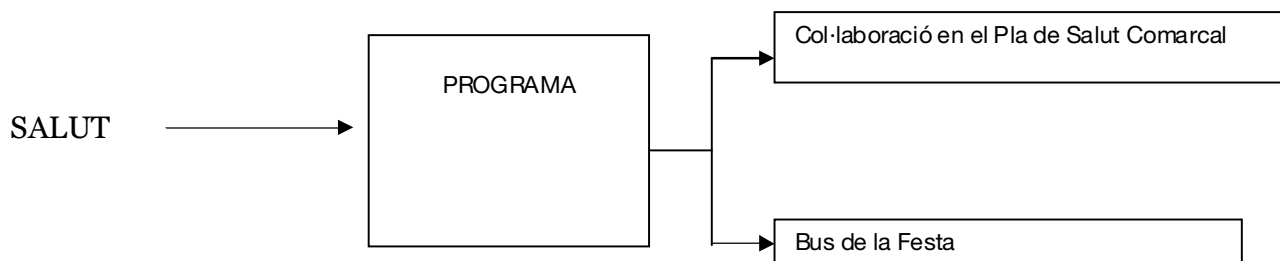 SALUT
PROGRAMA
Col·laboració en el Pla de Salut Comarcal
Bus de la Festa